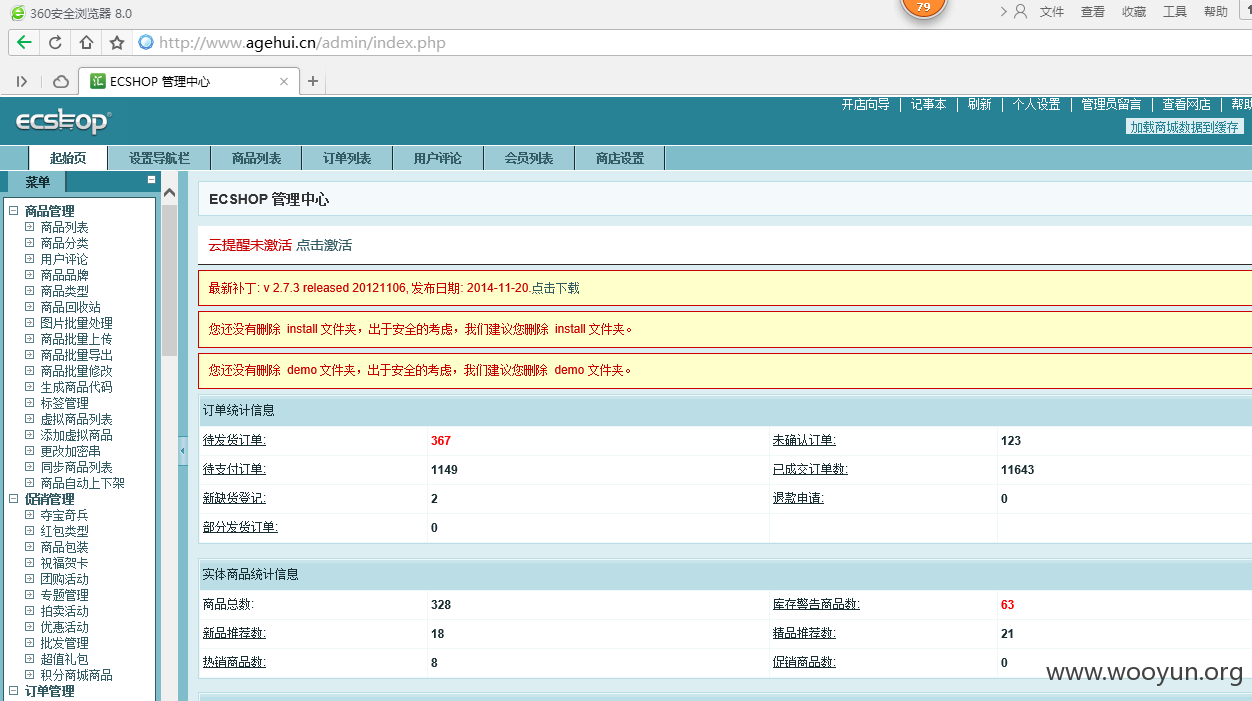 360安全浏览器 8.0
79
文件 查看 收藏 工具 帮助
http://www.agehui.cn/admin/index.php
汇 ECSHOP 管理中心
ecshop
开店向导 记事本 刷新 个人设置 管理员留言 查看网店 帮助
加载商城数据到缓存
起始页 设置导航栏 商品列表 订单列表 用户评论 会员列表 商店设置
菜单
商品管理
商品列表
商品分类
用户评论
商品品牌
商品类型
商品回收站
图片批量处理
商品批量上传
商品批量导出
商品批量修改
生成商品代码
标签管理
虚拟商品列表
添加虚拟商品
更改加密串
同步商品列表
商品自动上下架
促销管理
夺宝奇兵
红包类型
商品包装
祝福贺卡
团购活动
专题管理
拍卖活动
优惠活动
批发管理
超值礼包
积分商城商品
订单管理
ECSHOP 管理中心
云提醒未激活 点击激活
最新补丁: v 2.7.3 released 20121106, 发布日期: 2014-11-20.点击下载
您还没有删除 install 文件夹，出于安全的考虑，我们建议您删除 install 文件夹。
您还没有删除 demo 文件夹，出于安全的考虑，我们建议您删除 demo 文件夹。
订单统计信息
待发货订单: 367 未确认订单: 123
待支付订单: 1149 已成交订单数: 11643
新缺货登记: 2 退款申请: 0
部分发货订单: 0
实体商品统计信息
商品总数: 328 库存警告商品数: 63
新品推荐数: 18 精品推荐数: 21
热销商品数: 8 促销商品数: 0
www.wooyun.org